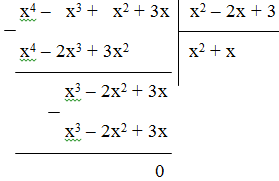 x⁴ – x³ + x² + 3x | x² – 2x + 3
–
x⁴ – 2x³ + 3x² | x² + x
x³ – 2x² + 3x
–
x³ – 2x² + 3x
0